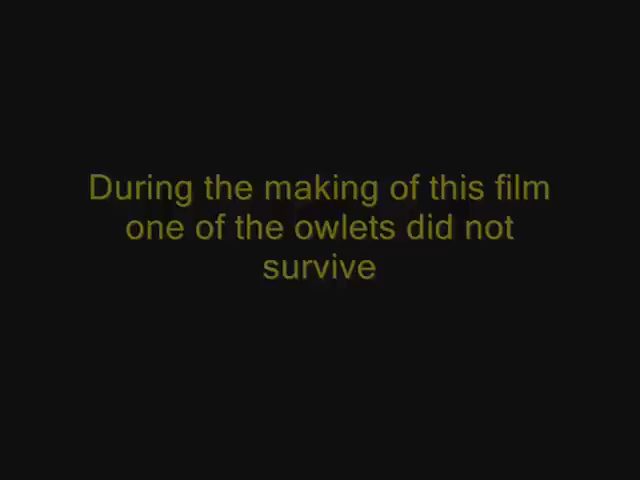 During the making of this film
one of the owlets did not
survive